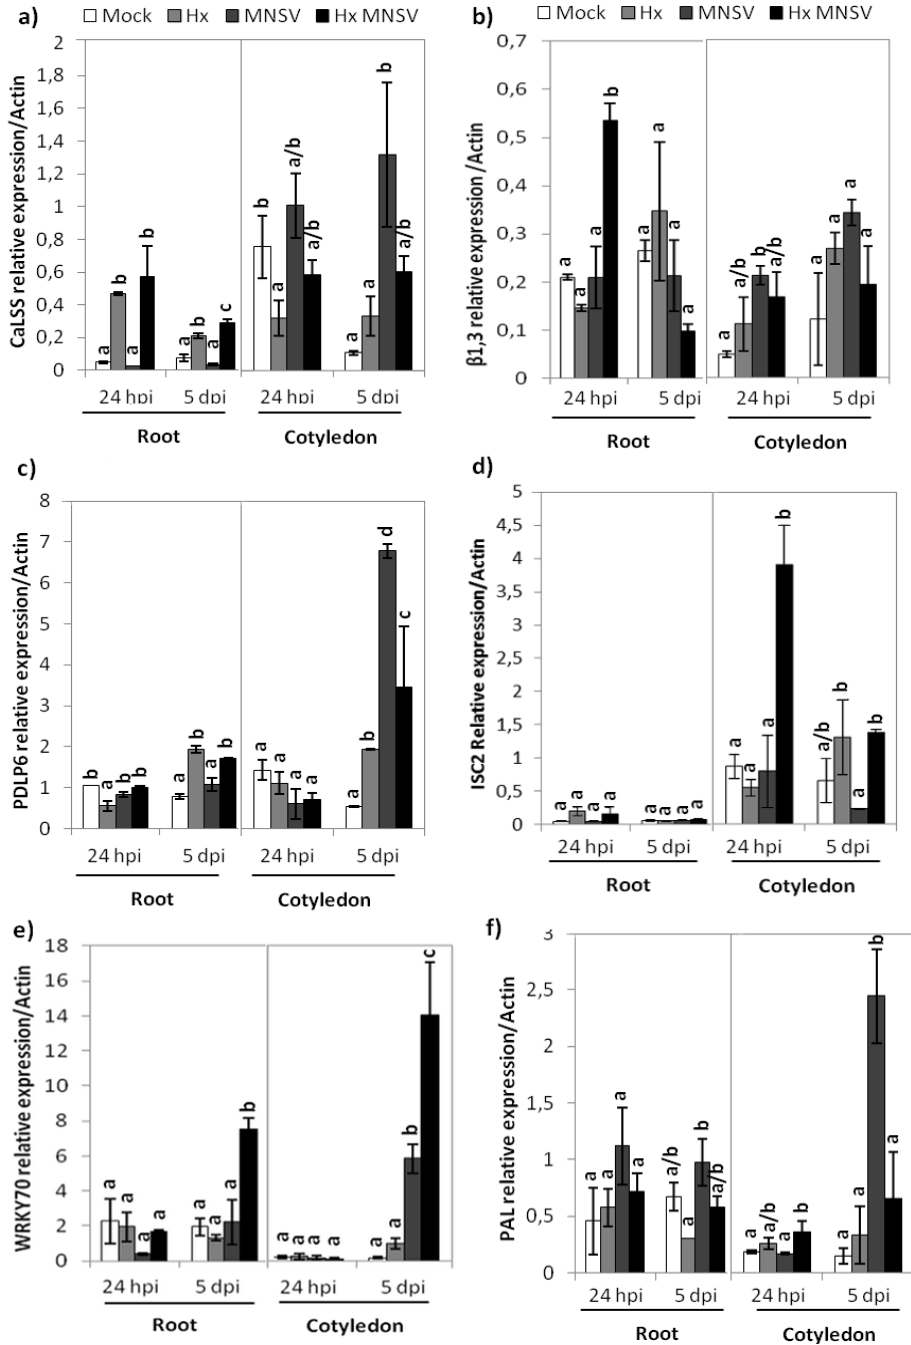 a)
Mock Hx MNSV Hx MNSV
CaLSS relative expression/Actin
2
1,8
1,6
1,4
1,2
1
0,8
0,6
0,4
0,2
0
a b a b a b a c b a a/b a/b a a b a/b
24 hpi 5 dpi 24 hpi 5 dpi
Root Cotyledon
b)
Mock Hx MNSV Hx MNSV
β1,3 relative expression /Actin
0,7
0,6
0,5
0,4
0,3
0,2
0,1
0
a a a b a a a a a a/b b a/b a a a a
24 hpi 5 dpi 24 hpi 5 dpi
Root Cotyledon
c)
PDLP6 relative expression/Actin
8
7
6
5
4
3
2
1
0
b a b b a b a b a a a a a b d c
24 hpi 5 dpi 24 hpi 5 dpi
Root Cotyledon
d)
ISC2 Relative expression/Actin
5
4,5
4
3,5
3
2,5
2
1,5
1
0,5
0
a a a a a a a a a a a b a/b b a b
24 hpi 5 dpi 24 hpi 5 dpi
Root Cotyledon
e)
WRKY70 relative expression/Actin
18
16
14
12
10
8
6
4
2
0
a a a a a a a b a a a a a a b c
24 hpi 5 dpi 24 hpi 5 dpi
Root Cotyledon
f)
PAL relative expression/Actin
3
2,5
2
1,5
1
0,5
0
a a a a a/b a b a/b a a/b a b a a b a
24 hpi 5 dpi 24 hpi 5 dpi
Root Cotyledon